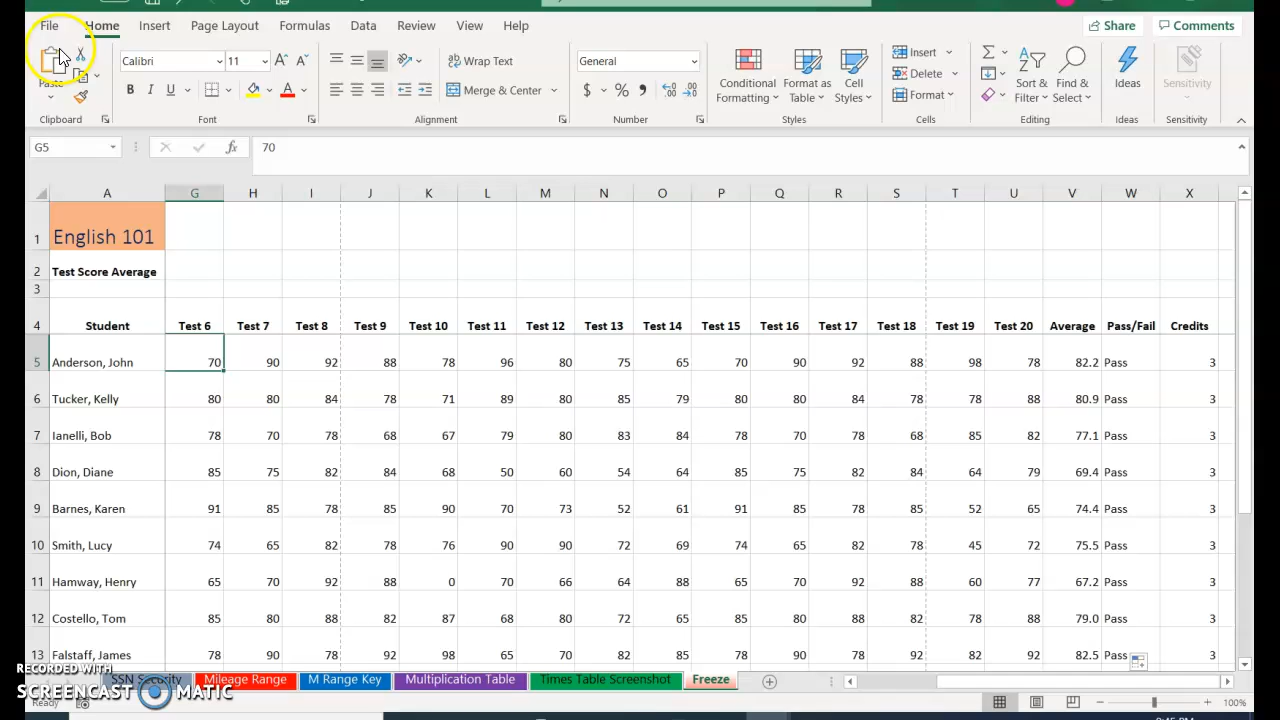 File Home Insert Page Layout Formulas Data Review View Help Share Comments
Calibri 11 Wrap Text General Insert
Paste B I U Merge & Center $ % Conditional Formatting Format as Table Cell Styles Delete Format Sort & Filter Find & Select Ideas Sensitivity
Clipboard Font Alignment Number Styles Cells Editing Ideas Sensitivity
G5 fx 70
A G H I J K L M N O P Q R S T U V W X
1 English 101
2 Test Score Average
3
4 Student Test 6 Test 7 Test 8 Test 9 Test 10 Test 11 Test 12 Test 13 Test 14 Test 15 Test 16 Test 17 Test 18 Test 19 Test 20 Average Pass/Fail Credits
5 Anderson, John 70 90 92 88 78 96 80 75 65 70 90 92 88 98 78 82.2 Pass 3
6 Tucker, Kelly 80 80 84 78 71 89 80 85 79 80 80 84 78 78 88 80.9 Pass 3
7 Ianelli, Bob 78 70 78 68 67 79 80 83 84 78 70 78 68 85 82 77.1 Pass 3
8 Dion, Diane 85 75 82 84 68 50 60 54 64 85 75 82 84 64 79 69.4 Pass 3
9 Barnes, Karen 91 85 78 85 90 70 73 52 61 91 85 78 85 52 65 74.4 Pass 3
10 Smith, Lucy 74 65 82 78 76 90 90 72 69 74 65 82 78 45 72 75.5 Pass 3
11 Hamway, Henry 65 70 92 88 0 70 66 64 88 65 70 92 88 60 77 67.2 Pass 3
12 Costello, Tom 85 80 88 82 87 68 80 72 65 85 80 88 82 78 88 79.0 Pass 3
13 Falstaff, James 78 90 78 92 98 65 70 82 85 78 90 78 92 88 92 82.5 Pass 3
RECORDED WITH
SSN Security Mileage Range M Range Key Multiplication Table Times Table Screenshot Freeze
SCREENCAST MATIC
Ready 100%